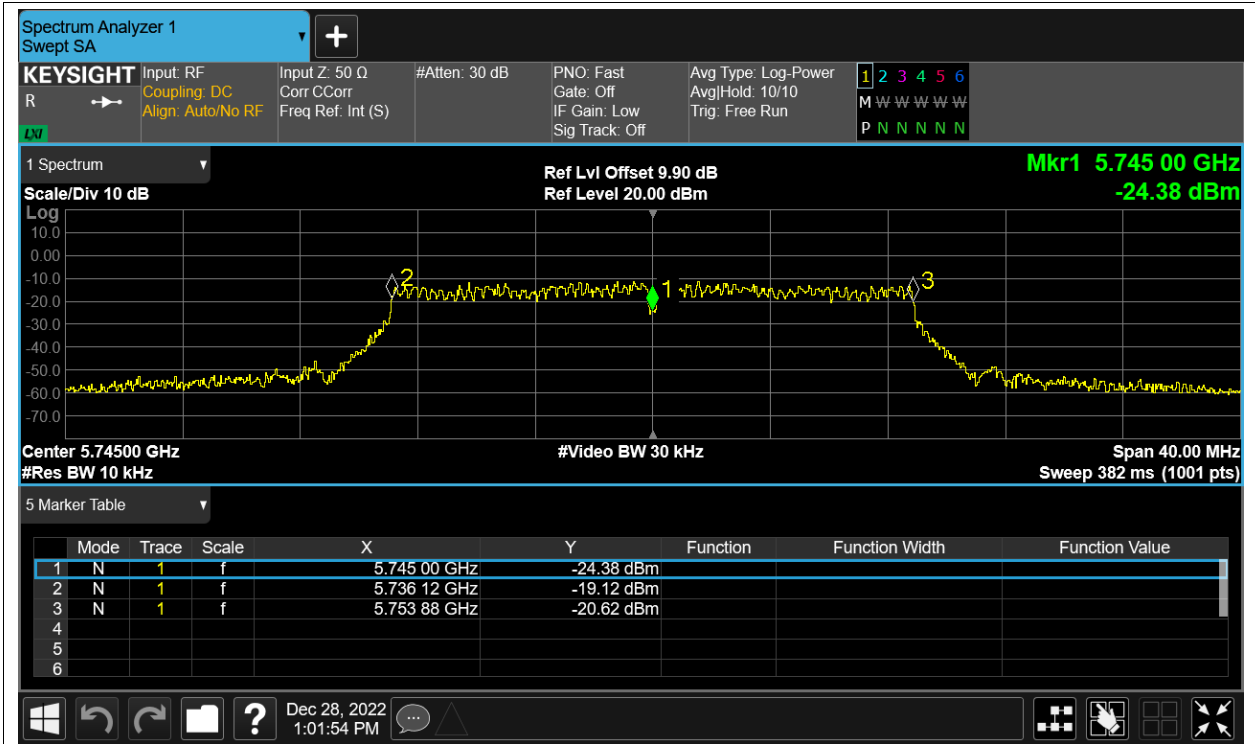 Spectrum Analyzer 1
Swept SA
KEYSIGHT
R
LXI
Input: RF
Coupling: DC
Align: Auto/No RF
Input Z: 50 Ω
Corr CCorr
Freq Ref: Int (S)
#Atten: 30 dB
PNO: Fast
Gate: Off
IF Gain: Low
Sig Track: Off
Avg Type: Log-Power
Avg|Hold: 10/10
Trig: Free Run
1 2 3 4 5 6
M W W W W W
P N N N N N
1 Spectrum
Scale/Div 10 dB
Ref Lvl Offset 9.90 dB
Ref Level 20.00 dBm
Mkr1 5.745 00 GHz
-24.38 dBm
Log
10.0
0.00
-10.0
-20.0
-30.0
-40.0
-50.0
-60.0
-70.0
2
1
3
Center 5.74500 GHz
#Video BW 30 kHz
Span 40.00 MHz
#Res BW 10 kHz
Sweep 382 ms (1001 pts)
5 Marker Table
Mode Trace Scale X Y Function Function Width Function Value
1 N 1 f 5.745 00 GHz -24.38 dBm
2 N 1 f 5.736 12 GHz -19.12 dBm
3 N 1 f 5.753 88 GHz -20.62 dBm
4
5
6
?
Dec 28, 2022
1:01:54 PM